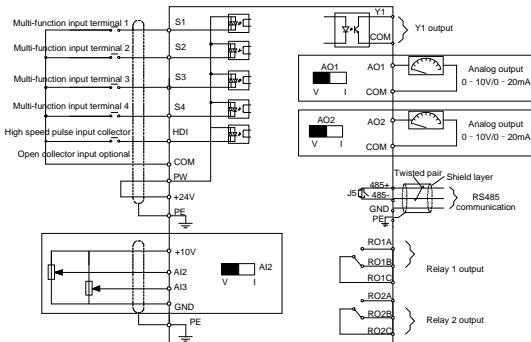 Multi-function input terminal 1
S1
Multi-function input terminal 2
S2
Multi-function input terminal 3
S3
Multi-function input terminal 4
S4
High speed pulse input collector
HDI
Open collector input optional
COM
PW
+24V
PE
+10V
AI2
AI3
GND
PE
AI2
V I
Y1
COM
Y1 output
AO1
V I
AO1
COM
Analog output
0-10V/0-20mA
AO2
V I
AO2
COM
Analog output
0-10V/0-20mA
Twisted pair
Shield layer
J5
485+
485-
GND
PE
RS485
communication
RO1A
RO1B
RO1C
Relay 1 output
RO2A
RO2B
RO2C
Relay 2 output